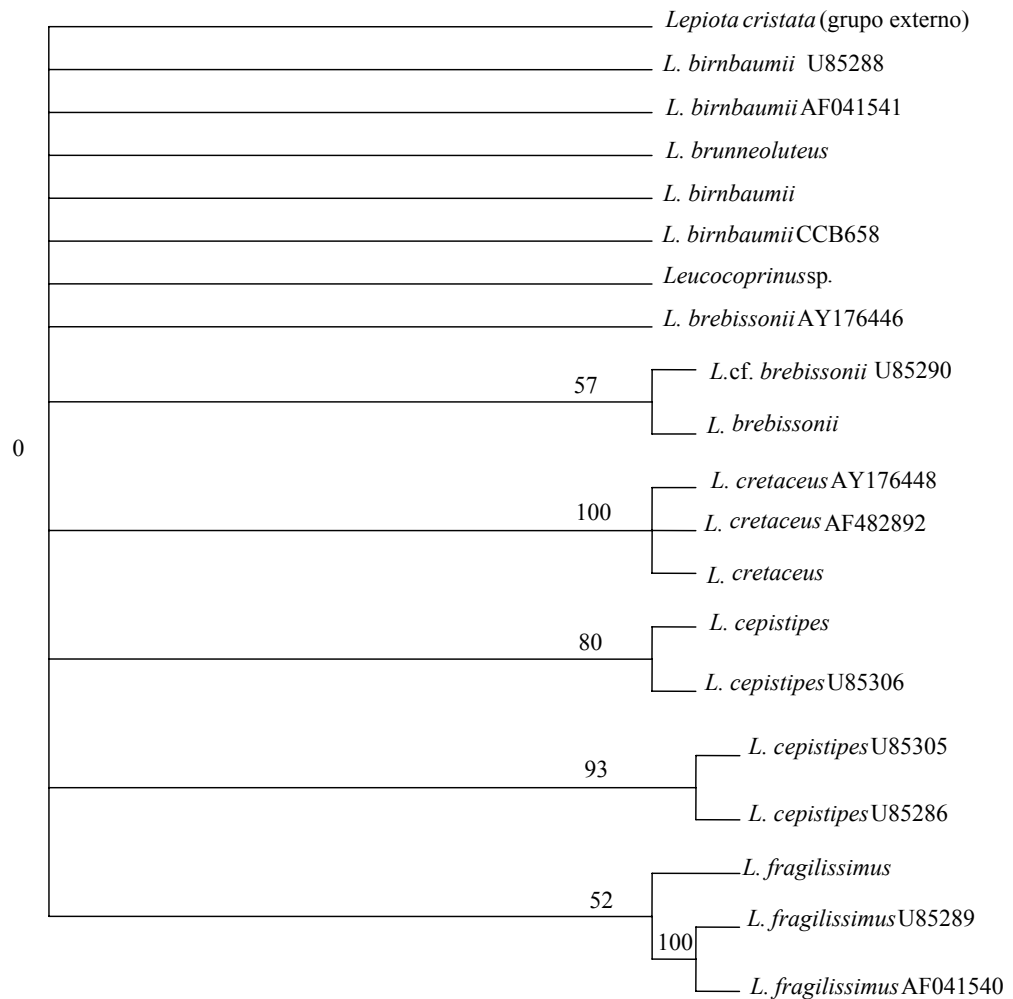 Lepiota cristata (grupo externo)
L. birnbaumii U85288
L. birnbaumii AF041541
L. brunneoluteus
L. birnbaumii
L. birnbaumii CCB658
Leucocoprinus sp.
L. brebissonii AY176446
L.cf. brebissonii U85290
57
L. brebissonii
0
L. cretaceus AY176448
100
L. cretaceus AF482892
L. cretaceus
L. cepistipes
80
L. cepistipes U85306
L. cepistipes U85305
93
L. cepistipes U85286
L. fragilissimus
52
L. fragilissimus U85289
100
L. fragilissimus AF041540